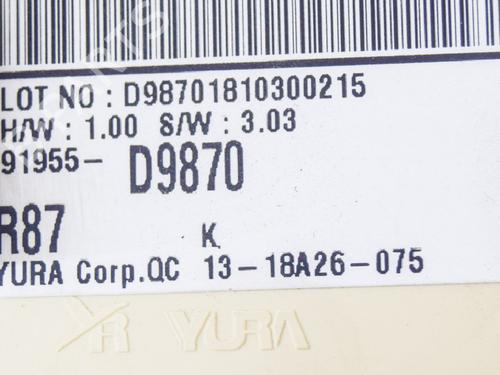 LOT NO : D98701810300215
H/W : 1.00 S/W : 3.03
91955- D9870
R87 K
YURA Corp.QC 13-18A26-075
YURA